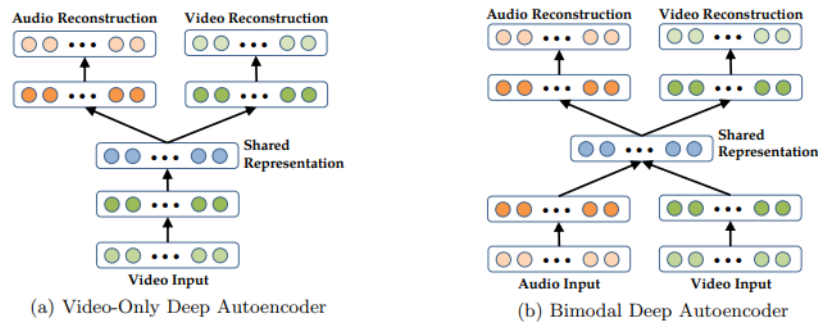 Audio Reconstruction Video Reconstruction
Shared
Representation
Video Input
(a) Video-Only Deep Autoencoder
Audio Reconstruction Video Reconstruction
Shared
Representation
Audio Input Video Input
(b) Bimodal Deep Autoencoder